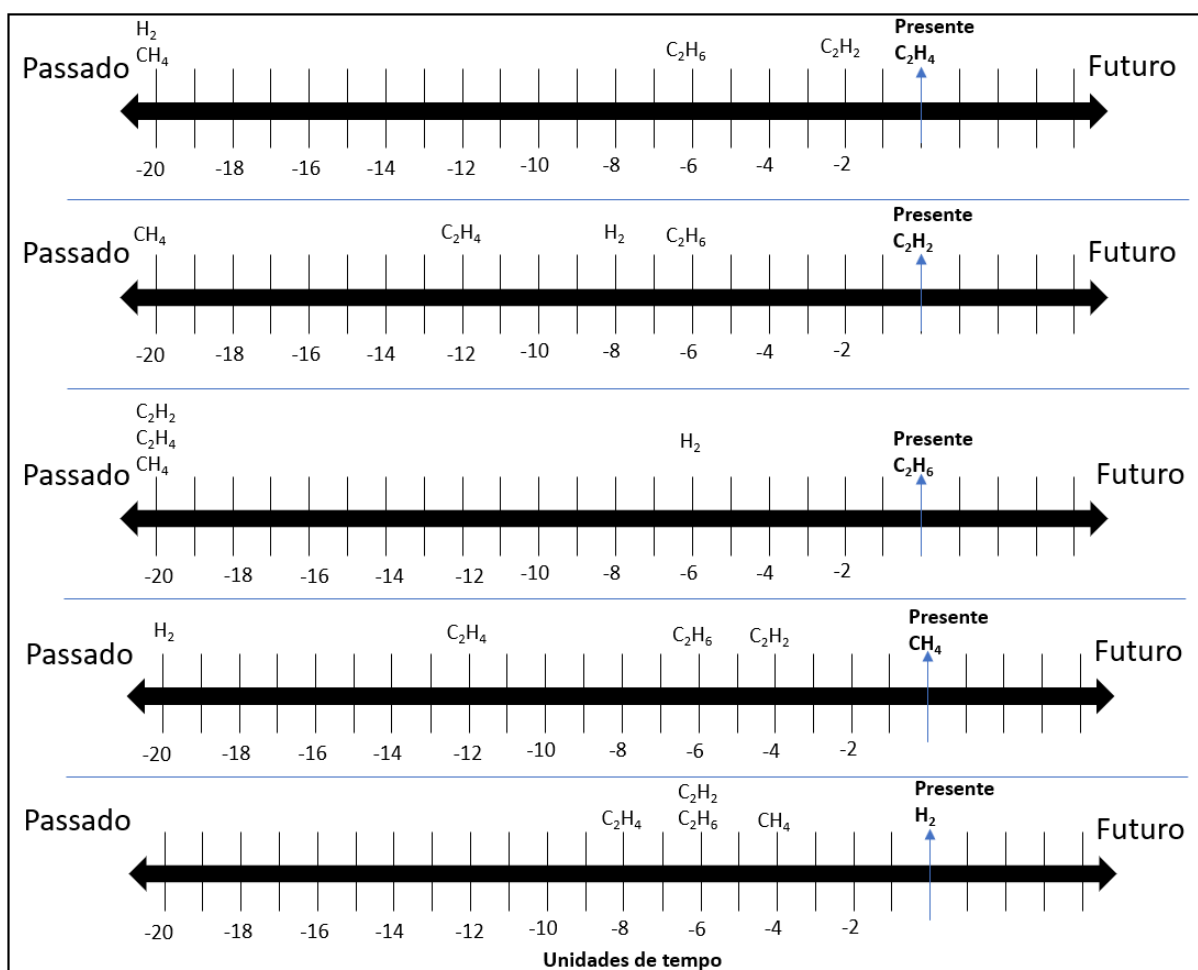 H₂
CH₄
C₂H₆
C₂H₂
Presente
C₂H₄
Passado
Futuro
-20 -18 -16 -14 -12 -10 -8 -6 -4 -2
CH₄
C₂H₄
H₂
C₂H₆
Presente
C₂H₂
Passado
Futuro
-20 -18 -16 -14 -12 -10 -8 -6 -4 -2
C₂H₂
C₂H₄
CH₄
H₂
Presente
C₂H₆
Passado
Futuro
-20 -18 -16 -14 -12 -10 -8 -6 -4 -2
H₂
C₂H₄
C₂H₆
C₂H₂
Presente
CH₄
Passado
Futuro
-20 -18 -16 -14 -12 -10 -8 -6 -4 -2
C₂H₄
C₂H₂
C₂H₆
CH₄
Presente
H₂
Passado
Futuro
-20 -18 -16 -14 -12 -10 -8 -6 -4 -2
Unidades de tempo